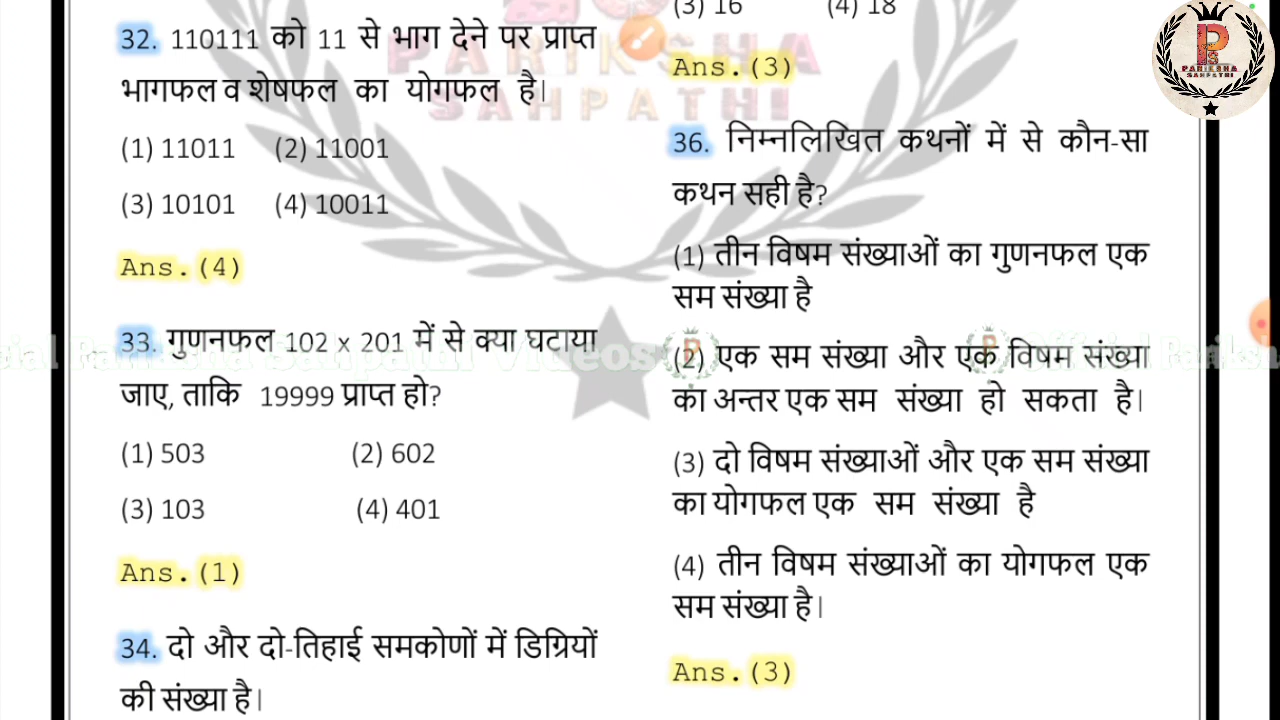 32. 110111 को 11 से भाग देने पर प्राप्त
भागफल व शेषफल का योगफल है।
(1) 11011 (2) 11001
(3) 10101 (4) 10011
Ans.(4)
33. गुणनफल 102 x 201 में से क्या घटाया
जाए, ताकि 19999 प्राप्त हो?
(1) 503 (2) 602
(3) 103 (4) 401
Ans.(1)
34. दो और दो-तिहाई समकोणों में डिग्रियों
की संख्या है।
(3) 16 (4) 18
Ans.(3)
36. निम्नलिखित कथनों में से कौन-सा
कथन सही है?
(1) तीन विषम संख्याओं का गुणनफल एक
सम संख्या है
(2) एक सम संख्या और एक विषम संख्या
का अन्तर एक सम संख्या हो सकता है।
(3) दो विषम संख्याओं और एक सम संख्या
का योगफल एक सम संख्या है
(4) तीन विषम संख्याओं का योगफल एक
सम संख्या है।
Ans.(3)
PARIKSHA
SAHPATHI
PARIKSHA
SAHPATHI